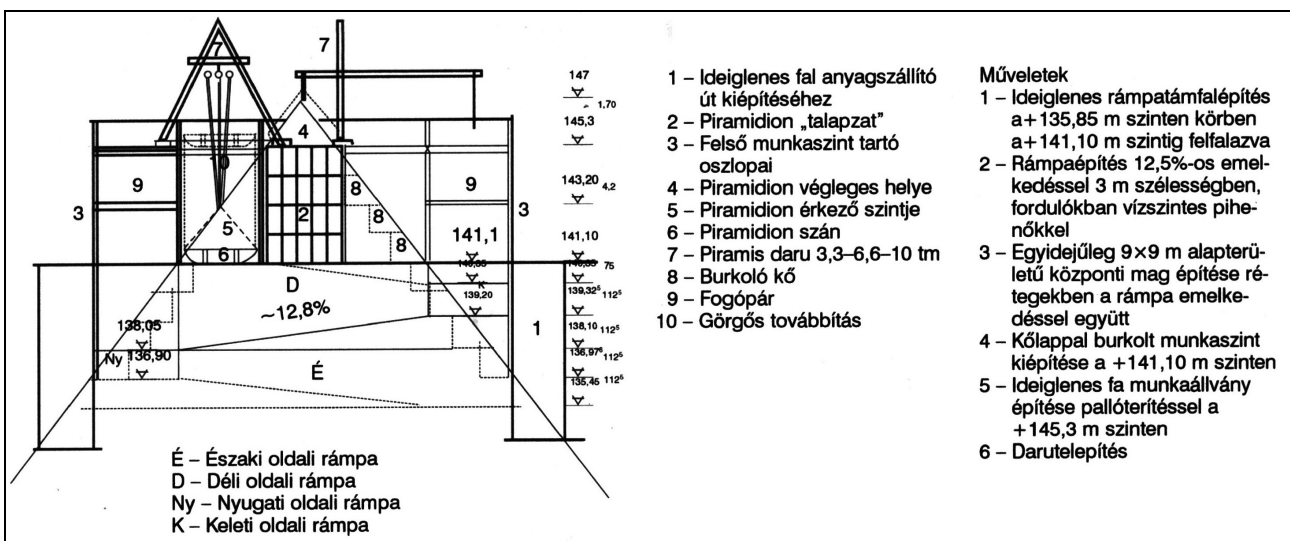 7
7
147
1,70
4
145,3
10
9
8
9
143,20 4,2
3
2
8
3
5
8
141,1
141,10
6
D
75
K
139,20
139,32⁵ 112⁵
~12,8%
138,05
1
138,10 112⁵
Ny
136,90
É
136,97⁶ 112⁵
135,45 112⁵
É – Északi oldali rámpa
D – Déli oldali rámpa
Ny – Nyugati oldali rámpa
K – Keleti oldali rámpa
1 – Ideiglenes fal anyagszállító
út kiépítéséhez
2 – Piramidion „talapzat”
3 – Felső munkaszint tartó
oszlopai
4 – Piramidion végleges helye
5 – Piramidion érkező szintje
6 – Piramidion szán
7 – Piramis daru 3,3–6,6–10 tm
8 – Burkoló kő
9 – Fogópár
10 – Görgős továbbítás
Műveletek
1 – Ideiglenes rámpatámfalépítés
a+135,85 m szinten körben
a+141,10 m szintig felfalazva
2 – Rámpaépítés 12,5%-os emel-
kedéssel 3 m szélességben,
fordulókban vízszintes pihe-
nőkkel
3 – Egyidejűleg 9×9 m alapterü-
letű központi mag építése ré-
tegekben a rámpa emelke-
déssel együtt
4 – Kőlappal burkolt munkaszint
kiépítése a +141,10 m szinten
5 – Ideiglenes fa munkaállvány
építése pallóterítéssel a
+145,3 m szinten
6 – Darutelepítés